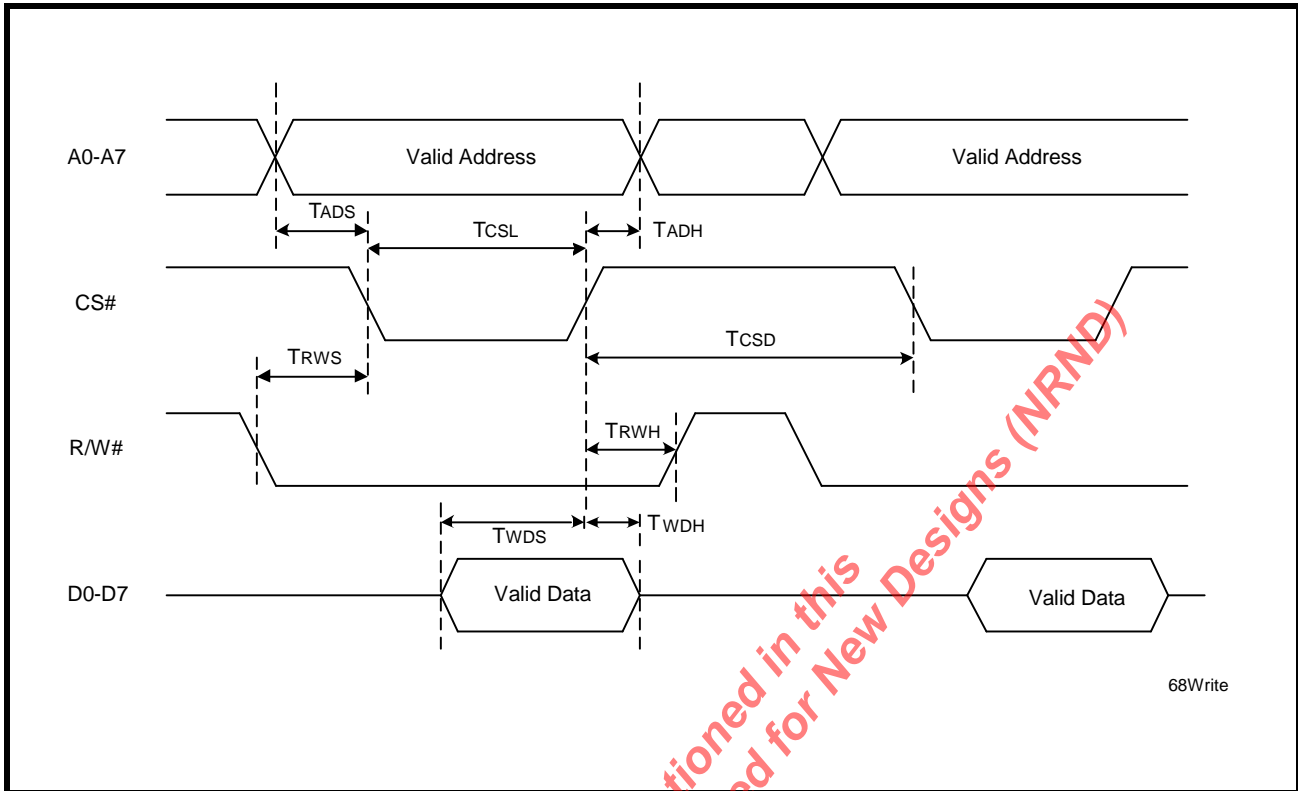 A0-A7
Valid Address
Valid Address
TADS
TCSL
TADH
CS#
TCSD
TRWS
R/W#
TRWH
TWDS
TWDH
D0-D7
Valid Data
Valid Data
68Write
tioned in this
ed for New Designs (NRND)